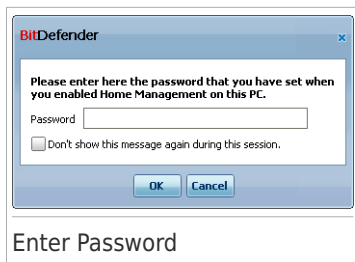 BitDefender
x
Please enter here the password that you have set when
you enabled Home Management on this PC.
Password
Don't show this message again during this session.
OK Cancel
Enter Password